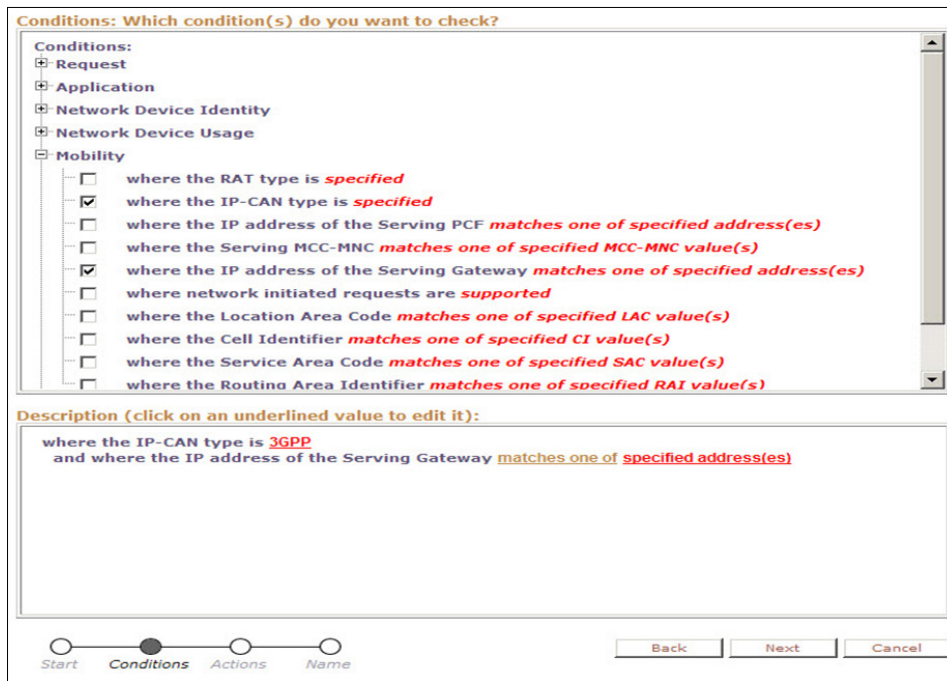 Conditions: Which condition(s) do you want to check?
Conditions:
Request
Application
Network Device Identity
Network Device Usage
Mobility
where the RAT type is specified
where the IP-CAN type is specified
where the IP address of the Serving PCF matches one of specified address(es)
where the Serving MCC-MNC matches one of specified MCC-MNC value(s)
where the IP address of the Serving Gateway matches one of specified address(es)
where network initiated requests are supported
where the Location Area Code matches one of specified LAC value(s)
where the Cell Identifier matches one of specified CI value(s)
where the Service Area Code matches one of specified SAC value(s)
where the Routing Area Identifier matches one of specified RAI value(s)
Description (click on an underlined value to edit it):
where the IP-CAN type is 3GPP
and where the IP address of the Serving Gateway matches one of specified address(es)
Start Conditions Actions Name
Back Next Cancel